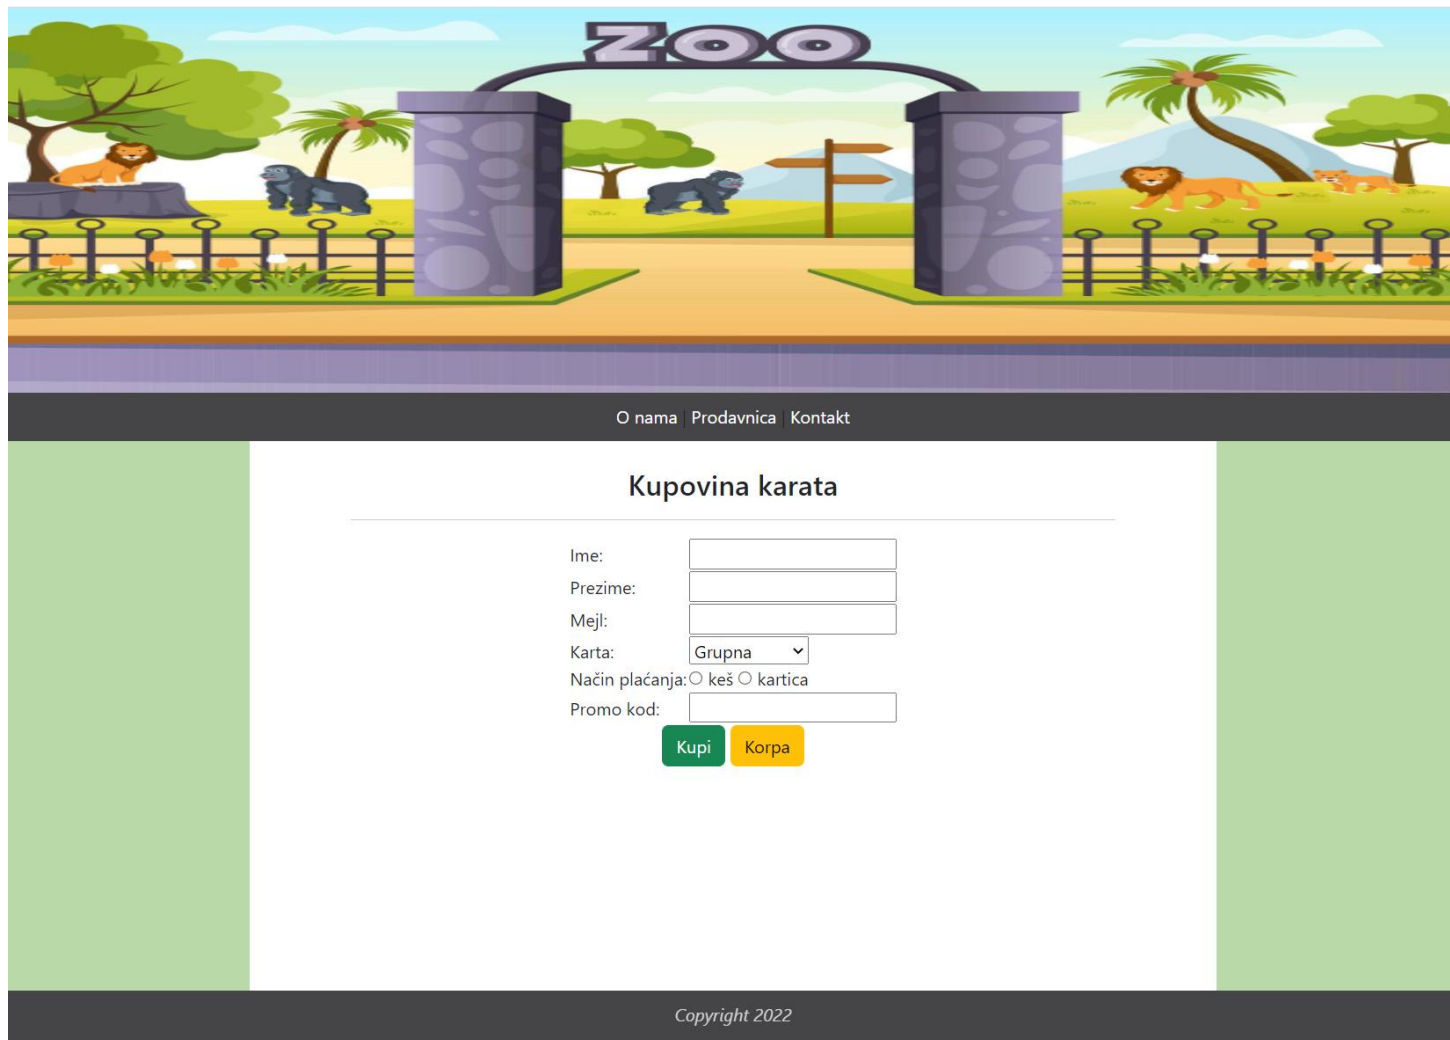 ZOO
O nama | Prodavnica | Kontakt
Kupovina karata
Ime:
Prezime:
Mejl:
Karta: Grupna
Način plaćanja: keš kartica
Promo kod:
Kupi Korpa
Copyright 2022